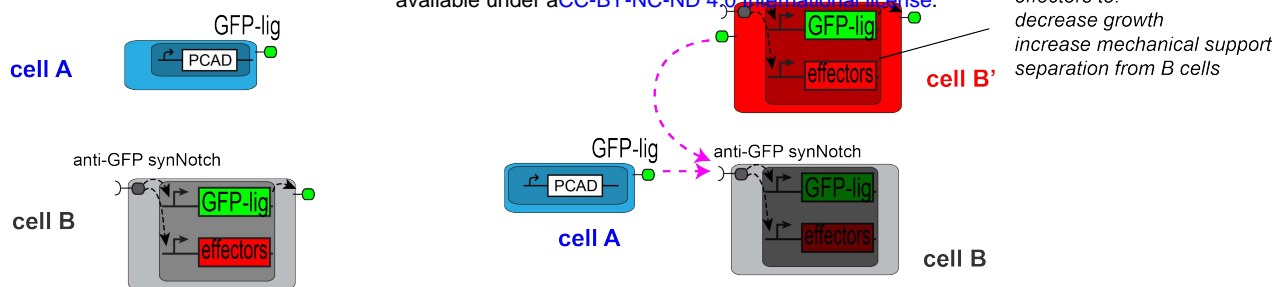 available under aCC-BY-NC-ND 4.0 International license.
effectors to:
decrease growth
increase mechanical support
separation from B cells
GFP-lig
cell A
PCAD
anti-GFP synNotch
GFP-lig
cell B
effectors
GFP-lig
effectors
cell B’
GFP-lig
anti-GFP synNotch
PCAD
cell A
GFP-lig
effectors
cell B